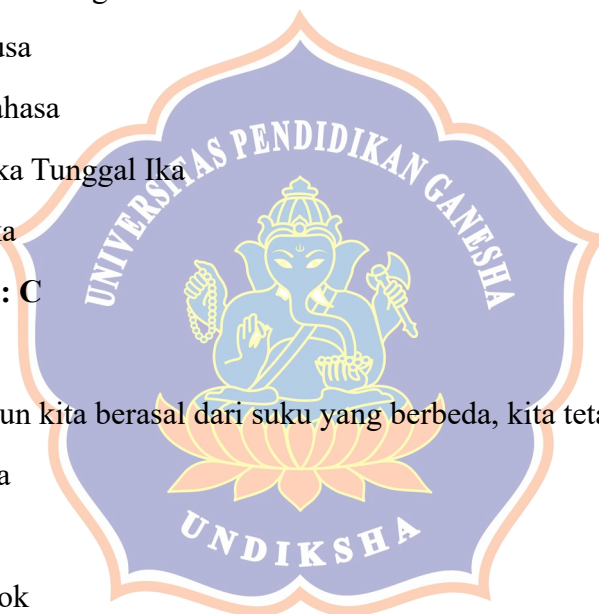 usa
ahasa
ka Tunggal Ika
ka
: C
un kita berasal dari suku yang berbeda, kita teta
a
ok
UNIVERSITAS PENDIDIKAN GANESHA
UNDIKSHA